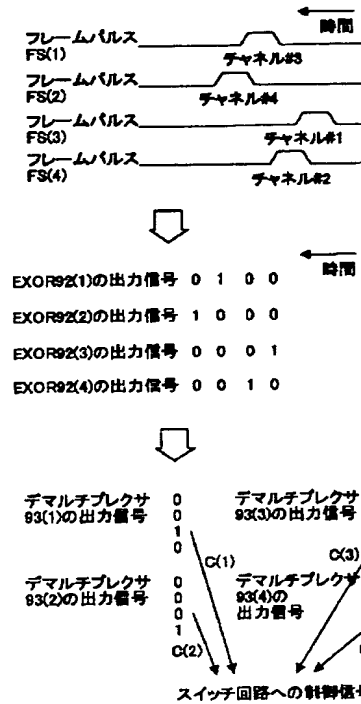 時間
フレームパルス
FS(1)
チャネル#3
フレームパルス
FS(2)
チャネル#4
フレームパルス
FS(3)
チャネル#1
フレームパルス
FS(4)
チャネル#2
時間
EXOR92(1)の出力信号 0 1 0 0
EXOR92(2)の出力信号 1 0 0 0
EXOR92(3)の出力信号 0 0 0 1
EXOR92(4)の出力信号 0 0 1 0
デマルチプレクサ 0
93(1)の出力信号 0
1
0
C(1)
デマルチプレクサ
93(3)の出力信号
C(3)
デマルチプレクサ 0
93(2)の出力信号 0
0
1
C(2)
デマルチプレクサ
93(4)の
出力信号
スイッチ回路への制御信号